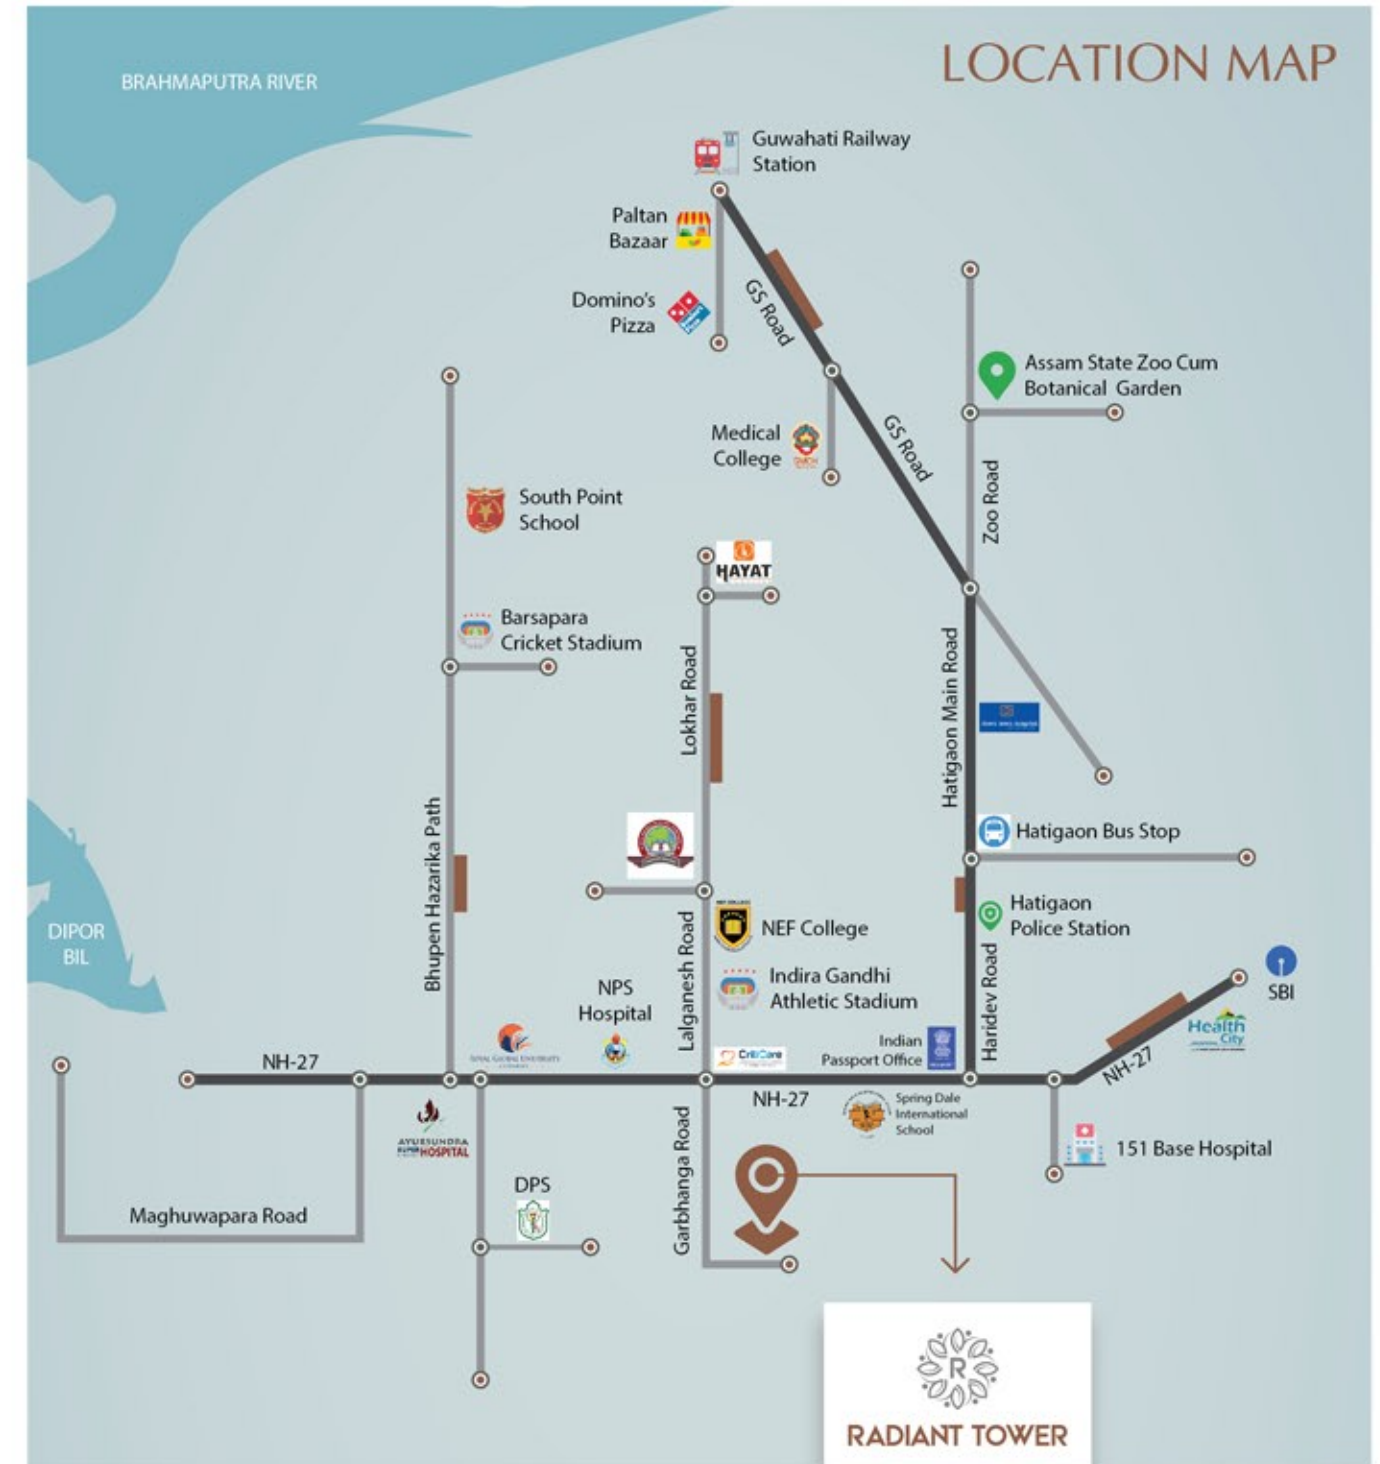 LOCATION MAP
BRAHMAPUTRA RIVER
Guwahati Railway
Station
Paltan
Bazaar
GS Road
Domino's
Pizza
Assam State Zoo Cum
Botanical Garden
Medical
College
GS Road
Zoo Road
South Point
School
HAYAT
Barsapara
Cricket Stadium
Lokhar Road
Hatigaon Main Road
Hatigaon Bus Stop
Bhupen Hazarika Path
Hatigaon
Police Station
NEF College
DIPOR
BIL
Lalganesh Road
Indira Gandhi
Athletic Stadium
NPS
Hospital
Haridev Road
SBI
Health
City
Indian
Passport Office
CritiCare
ROYAL GLOBAL UNIVERSITY
NH-27
NH-27
NH-27
Spring Dale
International
School
AYURSUNDRA
SUPER HOSPITAL
151 Base Hospital
Garbhanga Road
DPS
Maghuwapara Road
R
RADIANT TOWER